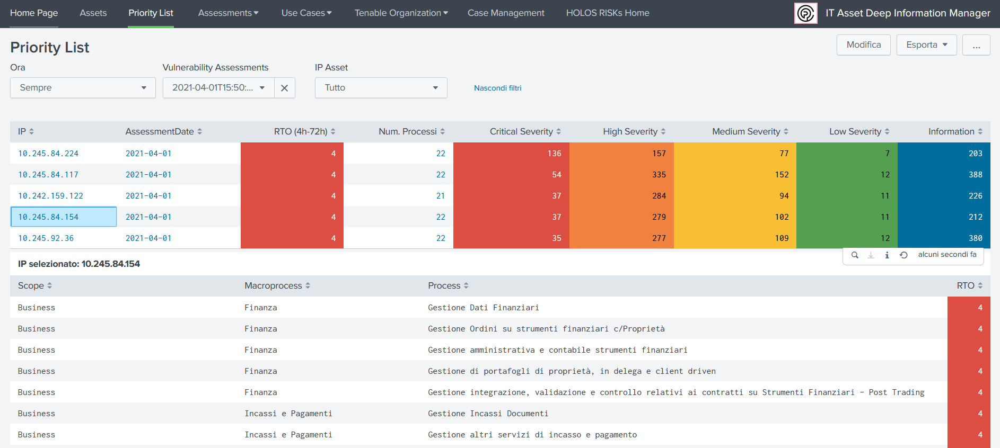 Home Page Assets Priority List Assessments Use Cases Tenable Organization Case Management HOLOS RISKs Home IT Asset Deep Information Manager
Priority List Modifica Esporta ...
Ora Vulnerability Assessments IP Asset
Sempre 2021-04-01T15:50:... Tutto Nascondi filtri
IP AssessmentDate RTO (4h-72h) Num. Processi Critical Severity High Severity Medium Severity Low Severity Information
10.245.84.224 2021-04-01 4 22 136 157 77 7 203
10.245.84.117 2021-04-01 4 22 54 335 152 12 388
10.242.159.122 2021-04-01 4 21 37 284 94 11 226
10.245.84.154 2021-04-01 4 22 37 279 102 11 212
10.245.92.36 2021-04-01 4 22 35 277 109 12 380
alcuni secondi fa
IP selezionato: 10.245.84.154
Scope Macroprocess Process RTO
Business Finanza Gestione Dati Finanziari 4
Business Finanza Gestione Ordini su strumenti finanziari c/Proprietà 4
Business Finanza Gestione amministrativa e contabile strumenti finanziari 4
Business Finanza Gestione di portafogli di proprietà, in delega e client driven 4
Business Finanza Gestione integrazione, validazione e controllo relativi ai contratti su Strumenti Finanziari - Post Trading 4
Business Incassi e Pagamenti Gestione Incassi Documenti 4
Business Incassi e Pagamenti Gestione altri servizi di incasso e pagamento 4